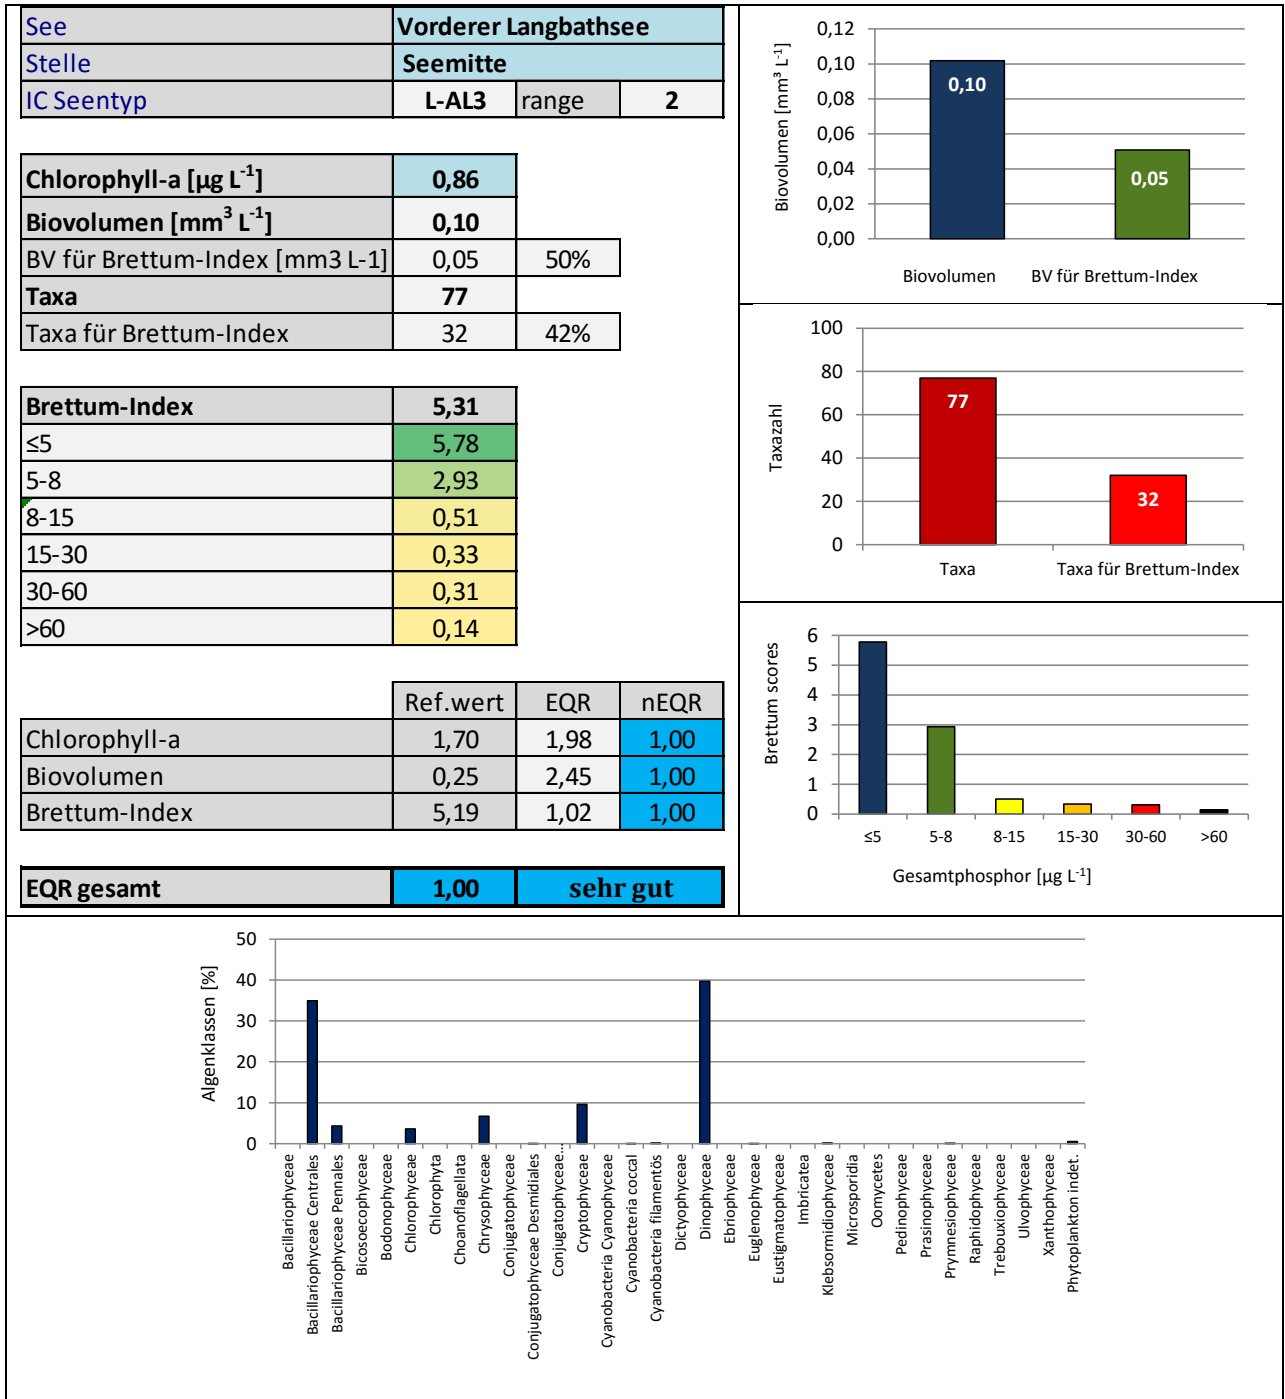 See Vorderer Langbathsee
Stelle Seemitte
IC Seentyp L-AL3 range 2
Chlorophyll-a [µg L⁻¹] 0,86
Biovolumen [mm³ L⁻¹] 0,10
BV für Brettum-Index [mm3 L-1] 0,05 50%
Taxa 77
Taxa für Brettum-Index 32 42%
Brettum-Index 5,31
≤5 5,78
5-8 2,93
8-15 0,51
15-30 0,33
30-60 0,31
>60 0,14
Ref.wert EQR nEQR
Chlorophyll-a 1,70 1,98 1,00
Biovolumen 0,25 2,45 1,00
Brettum-Index 5,19 1,02 1,00
EQR gesamt 1,00 sehr gut
Biovolumen [mm³ L⁻¹]
0,12
0,10
0,08
0,06
0,04
0,02
0,00
0,10
0,05
Biovolumen BV für Brettum-Index
Taxazahl
100
80
60
40
20
0
77
32
Taxa Taxa für Brettum-Index
Brettum scores
6
5
4
3
2
1
0
≤5 5-8 8-15 15-30 30-60 >60
Gesamtphosphor [µg L⁻¹]
Algenklassen [%]
50
40
30
20
10
0
Bacillariophyceae
Bacillariophyceae Centrales
Bacillariophyceae Pennales
Bicosoecophyceae
Bodonophyceae
Chlorophyceae
Chlorophyta
Choanoflagellata
Chrysophyceae
Conjugatophyceae
Conjugatophyceae Desmidiales
Conjugatophyceae...
Cryptophyceae
Cyanobacteria Cyanophyceae
Cyanobacteria coccal
Cyanobacteria filamentös
Dictyophyceae
Dinophyceae
Ebriophyceae
Euglenophyceae
Eustigmatophyceae
Imbricatea
Klebsormidiophyceae
Microsporidia
Oomycetes
Pedinophyceae
Prasinophyceae
Prymnesiophyceae
Raphidophyceae
Trebouxiophyceae
Ulvophyceae
Xanthophyceae
Phytoplankton indet.